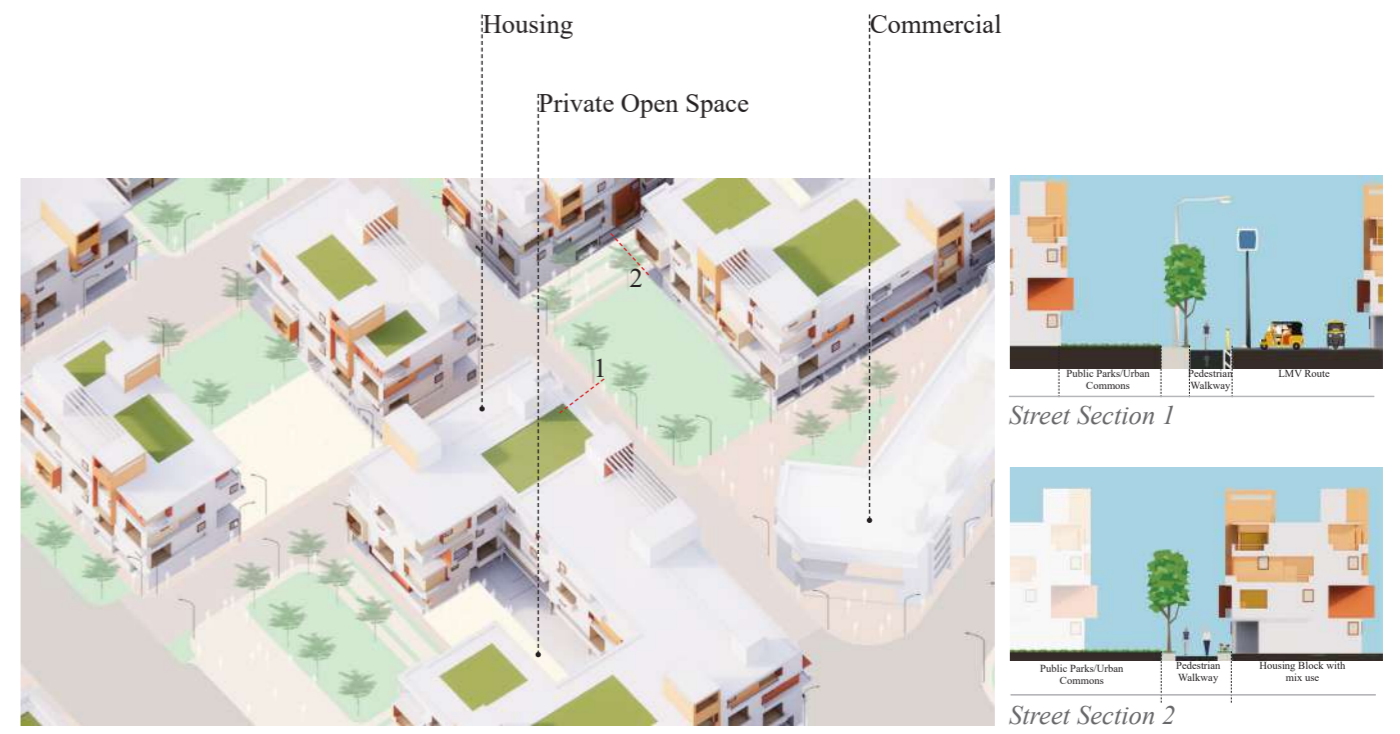 Housing
Commercial
Private Open Space
2
1
Public Parks/Urban
Commons
Pedestrian
Walkway
LMV Route
Street Section 1
Public Parks/Urban
Commons
Pedestrian
Walkway
Housing Block with
mix use
Street Section 2